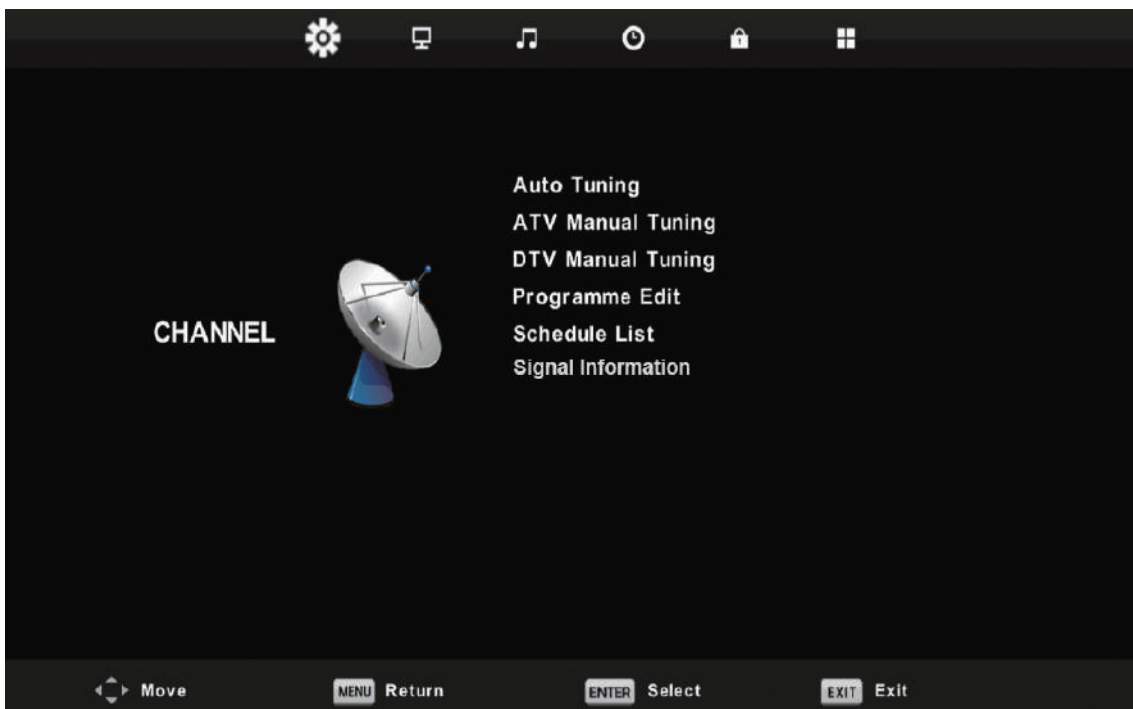 Auto Tuning
ATV Manual Tuning
DTV Manual Tuning
Programme Edit
CHANNEL
Schedule List
Signal Information
Move MENU Return ENTER Select EXIT Exit